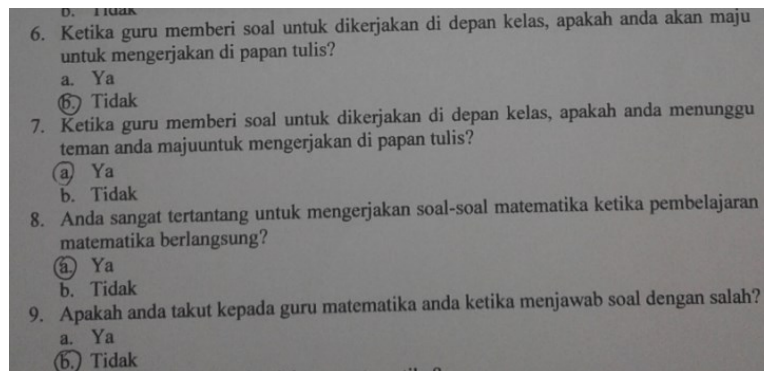 b. Tidak
6. Ketika guru memberi soal untuk dikerjakan di depan kelas, apakah anda akan maju
untuk mengerjakan di papan tulis?
a. Ya
b. Tidak
7. Ketika guru memberi soal untuk dikerjakan di depan kelas, apakah anda menunggu
teman anda majuuntuk mengerjakan di papan tulis?
a. Ya
b. Tidak
8. Anda sangat tertantang untuk mengerjakan soal-soal matematika ketika pembelajaran
matematika berlangsung?
a. Ya
b. Tidak
9. Apakah anda takut kepada guru matematika anda ketika menjawab soal dengan salah?
a. Ya
b. Tidak